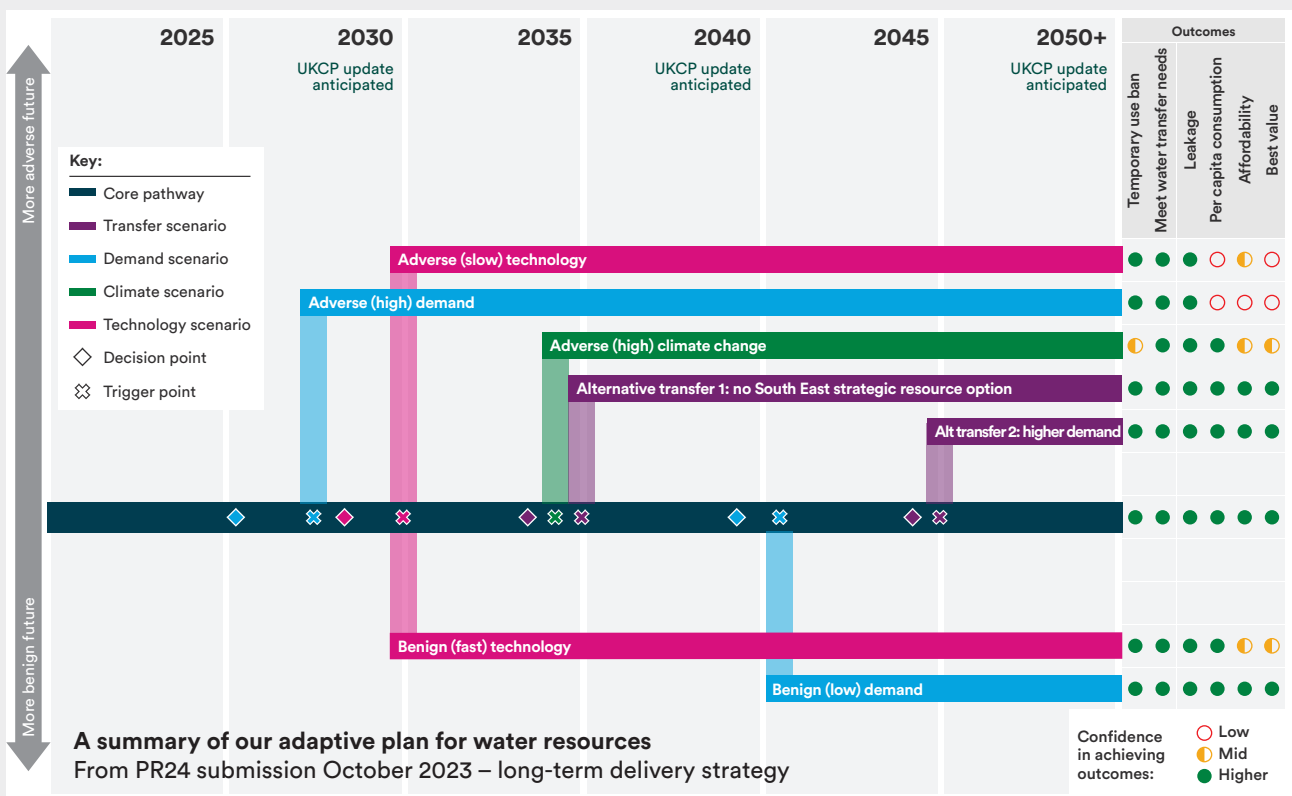 2025
2030
2035
2040
2045
2050+
Outcomes
UKCP update
anticipated
UKCP update
anticipated
UKCP update
anticipated
Temporary use ban
Meet water transfer needs
Leakage
Per capita consumption
Affordability
Best value
More adverse future
Key:
Core pathway
Transfer scenario
Demand scenario
Climate scenario
Technology scenario
Decision point
Trigger point
Adverse (slow) technology
Adverse (high) demand
Adverse (high) climate change
Alternative transfer 1: no South East strategic resource option
Alt transfer 2: higher demand
More benign future
Benign (fast) technology
Benign (low) demand
A summary of our adaptive plan for water resources
From PR24 submission October 2023 – long-term delivery strategy
Confidence
in achieving
outcomes:
Low
Mid
Higher